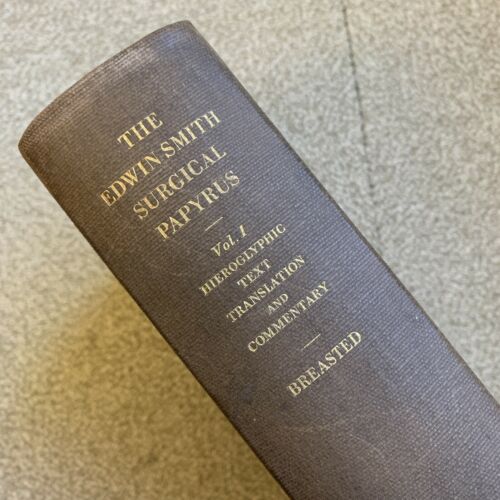 THE
EDWIN SMITH
SURGICAL
PAPYRUS
Vol. I
HIEROGLYPHIC
TEXT
TRANSLATION
AND
COMMENTARY
BREASTED